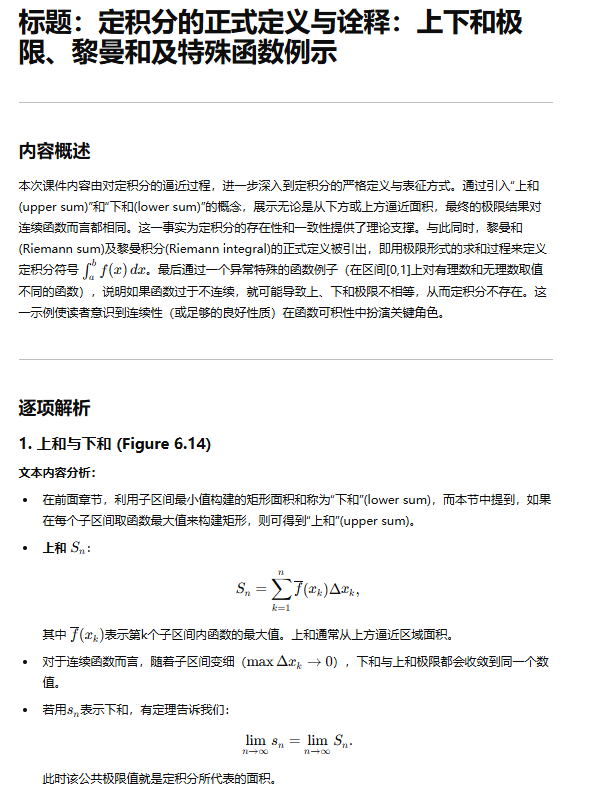 标题：定积分的正式定义与诠释：上下和极
限、黎曼和及特殊函数例示
内容概述
本次课件内容由对定积分的逼近过程，进一步深入到定积分的严格定义与表征方式。通过引入“上和
(upper sum)”和“下和(lower sum)”的概念，展示无论是从下方或上方逼近面积，最终的极限结果对
连续函数而言都相同。这一事实为定积分的存在性和一致性提供了理论支撑。与此同时，黎曼和
(Riemann sum)及黎曼积分(Riemann integral)的正式定义被引出，即用极限形式的求和过程来定义
定积分符号 ∫_a^b f(x) dx。最后通过一个异常特殊的函数例子（在区间[0,1]上对有理数和无理数取值
不同的函数），说明如果函数过于不连续，就可能导致上、下和极限不相等，从而定积分不存在。这
一示例使读者意识到连续性（或足够的良好性质）在函数可积性中扮演关键角色。
逐项解析
1. 上和与下和 (Figure 6.14)
文本内容分析：
• 在前面章节，利用子区间最小值构建的矩形面积和称为“下和”(lower sum)，而本节中提到，如果
在每个子区间取函数最大值来构建矩形，则可得到“上和”(upper sum)。
• 上和 S_n：
S_n = ∑_{k=1}^{n} f̅(x_k)Δx_k,
其中 f̅(x_k)表示第k个子区间内函数的最大值。上和通常从上方逼近区域面积。
• 对于连续函数而言，随着子区间变细（max Δx_k → 0），下和与上和极限都会收敛到同一个数
值。
• 若用s_n表示下和，有定理告诉我们：
lim_{n→∞} s_n = lim_{n→∞} S_n.
此时该公共极限值就是定积分所代表的面积。